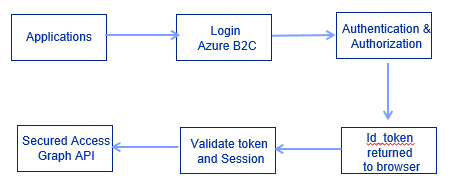 Applications
Login
Azure B2C
Authentication &
Authorization
Id_token
returned
to browser
Validate token
and Session
Secured Access
Graph API